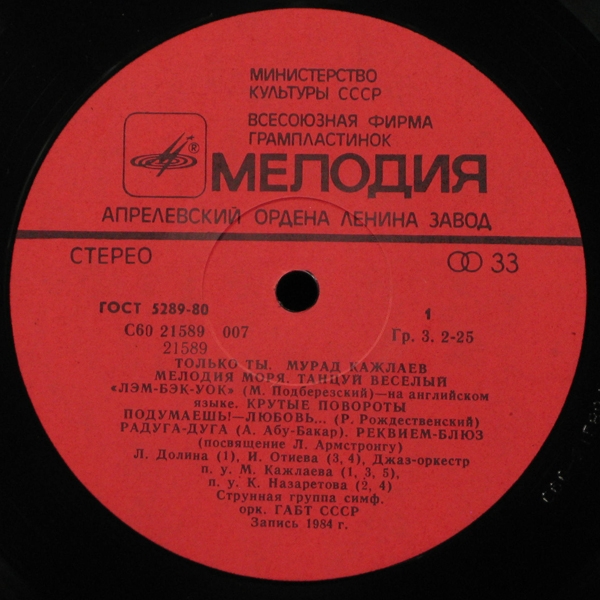 МИНИСТЕРСТВО
КУЛЬТУРЫ СССР
ВСЕСОЮЗНАЯ ФИРМА
ГРАМПЛАСТИНОК
®
МЕЛОДИЯ
АПРЕЛЕВСКИЙ ОРДЕНА ЛЕНИНА ЗАВОД
СТЕРЕО
33
ГОСТ 5289-80
1
С60 21589 007
Гр. 3. 2-25
21589
ТОЛЬКО ТЫ. МУРАД КАЖЛАЕВ
МЕЛОДИЯ МОРЯ. ТАНЦУЙ ВЕСЕЛЫЙ
«ЛЭМ-БЭК-УОК» (М. Подберезский)—на английском
языке. КРУТЫЕ ПОВОРОТЫ
ПОДУМАЕШЬ!—ЛЮБОВЬ... (Р. Рождественский)
РАДУГА-ДУГА (А. Абу-Бакар). РЕКВИЕМ-БЛЮЗ
(посвящение Л. Армстронгу)
Л. Долина (1), И. Отиева (3, 4), Джаз-оркестр
п. у. М. Кажлаева (1, 3, 5),
п. у. К. Назаретова (2, 4)
Струнная группа симф.
орк. ГАБТ СССР
Запись 1984 г.